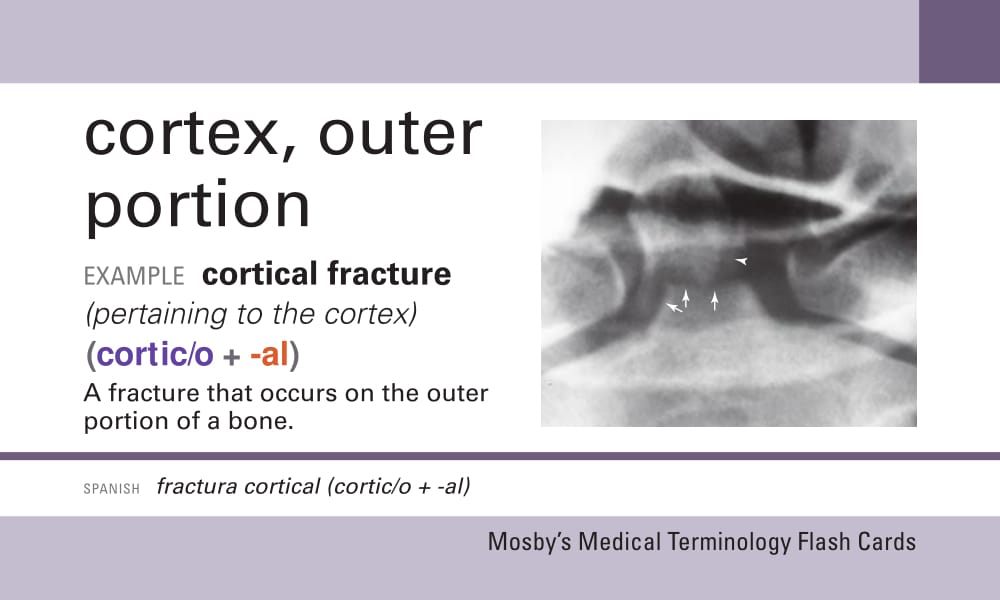 cortex, outer
portion
EXAMPLE cortical fracture
(pertaining to the cortex)
(cortic/o + -al)
A fracture that occurs on the outer
portion of a bone.
SPANISH fractura cortical (cortic/o + -al)
Mosby’s Medical Terminology Flash Cards